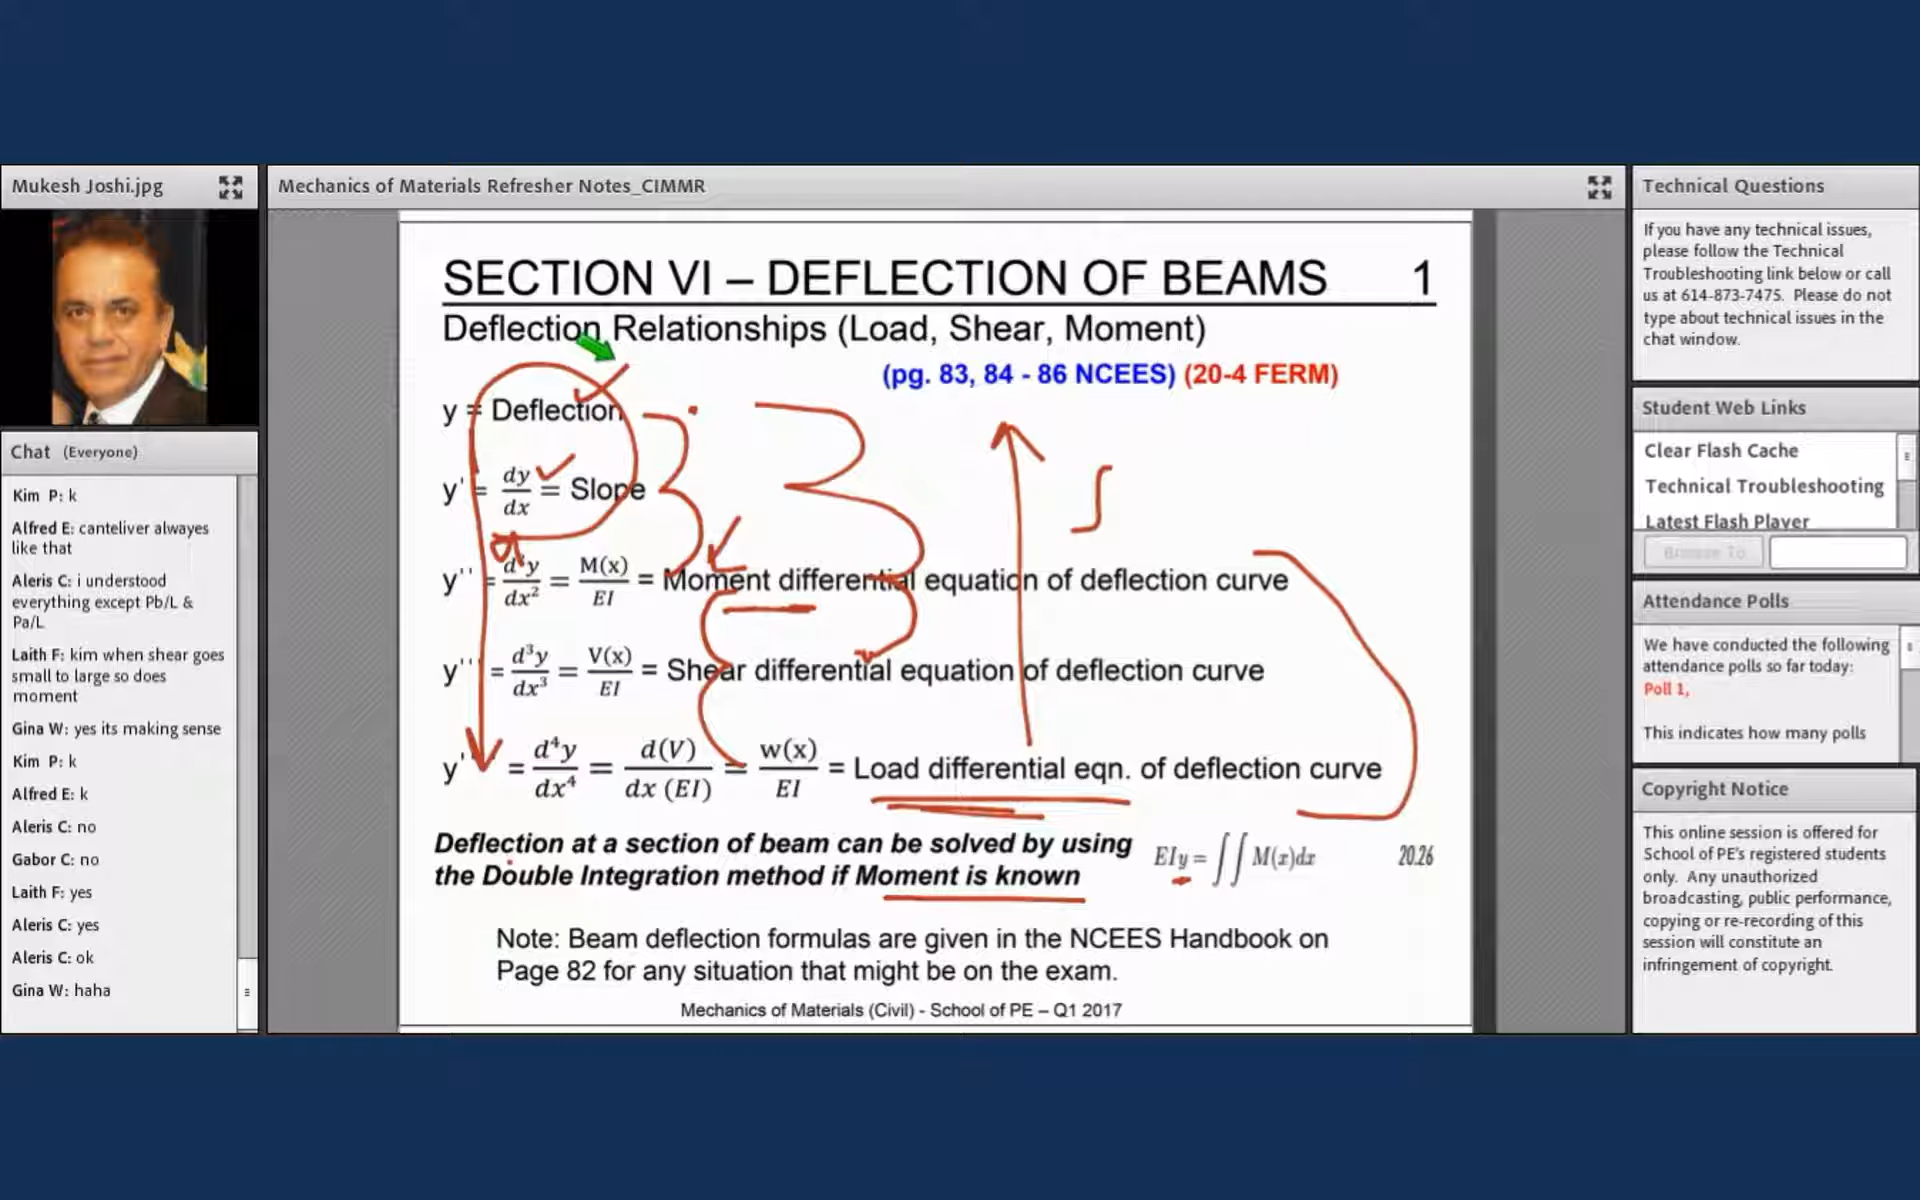 Mukesh Joshi.jpg
Chat (Everyone)
Kim P: k
Alfred E: canteliver alwayes
like that
Aleris C: i understood
everything except Pb/L &
Pa/L
Laith F: kim when shear goes
small to large so does
moment
Gina W: yes its making sense
Kim P: k
Alfred E: k
Aleris C: no
Gabor C: no
Laith F: yes
Aleris C: yes
Aleris C: ok
Gina W: haha
Mechanics of Materials Refresher Notes_CIMMR
SECTION VI – DEFLECTION OF BEAMS 1
Deflection Relationships (Load, Shear, Moment)
(pg. 83, 84 - 86 NCEES) (20-4 FERM)
y = Deflection
y' = dy/dx = Slope
y'' = d²y/dx² = M(x)/EI = Moment differential equation of deflection curve
∫
y''' = d³y/dx³ = V(x)/EI = Shear differential equation of deflection curve
y' = d⁴y/dx⁴ = d(V)/dx (EI) = w(x)/EI = Load differential eqn. of deflection curve
Deflection at a section of beam can be solved by using
the Double Integration method if Moment is known
EIy = ∫∫ M(x)dx 20.26
Note: Beam deflection formulas are given in the NCEES Handbook on
Page 82 for any situation that might be on the exam.
Mechanics of Materials (Civil) - School of PE – Q1 2017
Technical Questions
If you have any technical issues,
please follow the Technical
Troubleshooting link below or call
us at 614-873-7475. Please do not
type about technical issues in the
chat window.
Student Web Links
Clear Flash Cache
Technical Troubleshooting
Latest Flash Player
Browse To
Attendance Polls
We have conducted the following
attendance polls so far today:
Poll 1,
This indicates how many polls
Copyright Notice
This online session is offered for
School of PE's registered students
only. Any unauthorized
broadcasting, public performance,
copying or re-recording of this
session will constitute an
infringement of copyright.